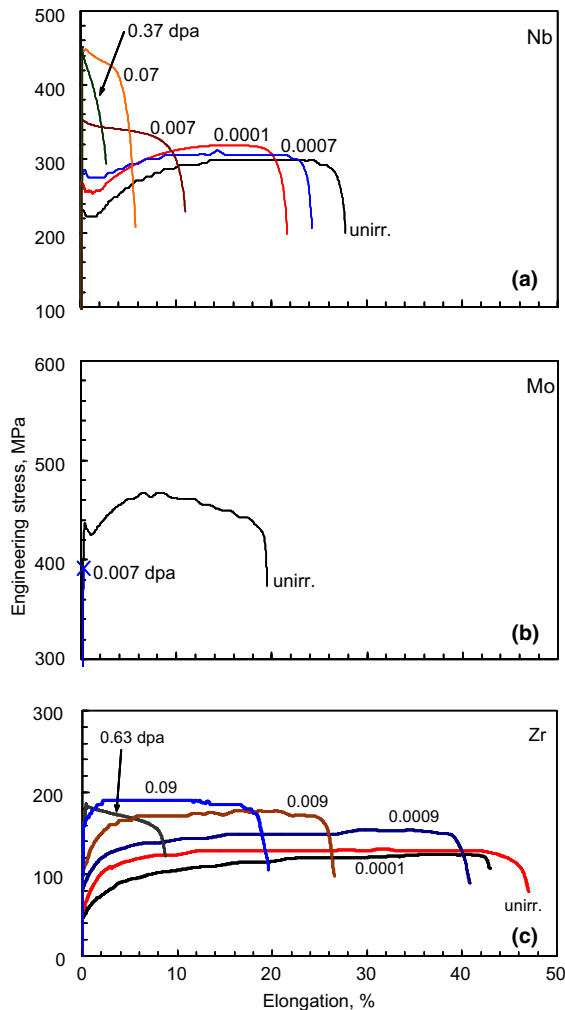 500
0.37 dpa
Nb
0.07
400
0.007
0.0001
0.0007
300
200
unirr.
(a)
100
600
Mo
500
Engineering stress, MPa
400
0.007 dpa
unirr.
300
(b)
300
0.63 dpa
Zr
0.09
200
0.009
0.0009
100
0.0001
unirr.
(c)
0
0 10 20 30 40 50
Elongation, %